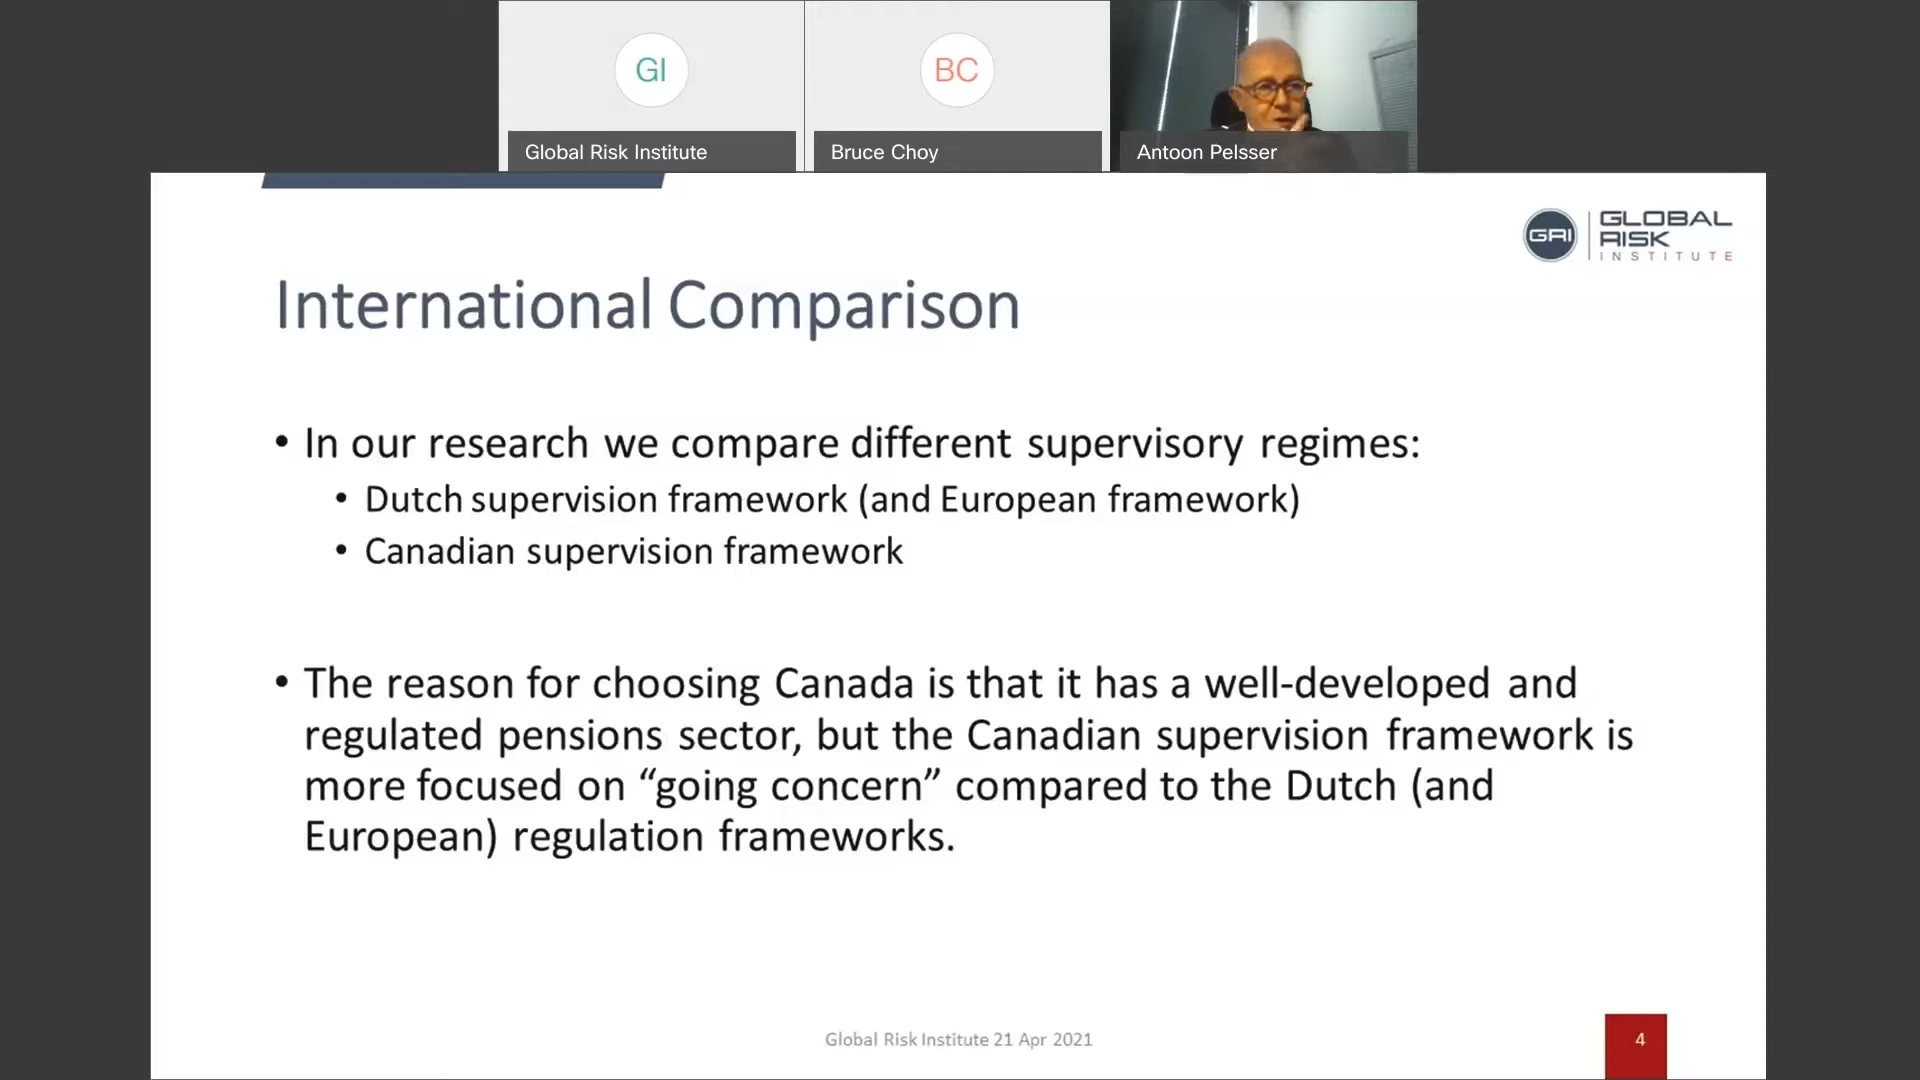 GI
BC
Global Risk Institute
Bruce Choy
Antoon Pelsser
GRI
GLOBAL
RISK
INSTITUTE
International Comparison
• In our research we compare different supervisory regimes:
• Dutch supervision framework (and European framework)
• Canadian supervision framework
• The reason for choosing Canada is that it has a well-developed and
regulated pensions sector, but the Canadian supervision framework is
more focused on “going concern” compared to the Dutch (and
European) regulation frameworks.
Global Risk Institute 21 Apr 2021
4